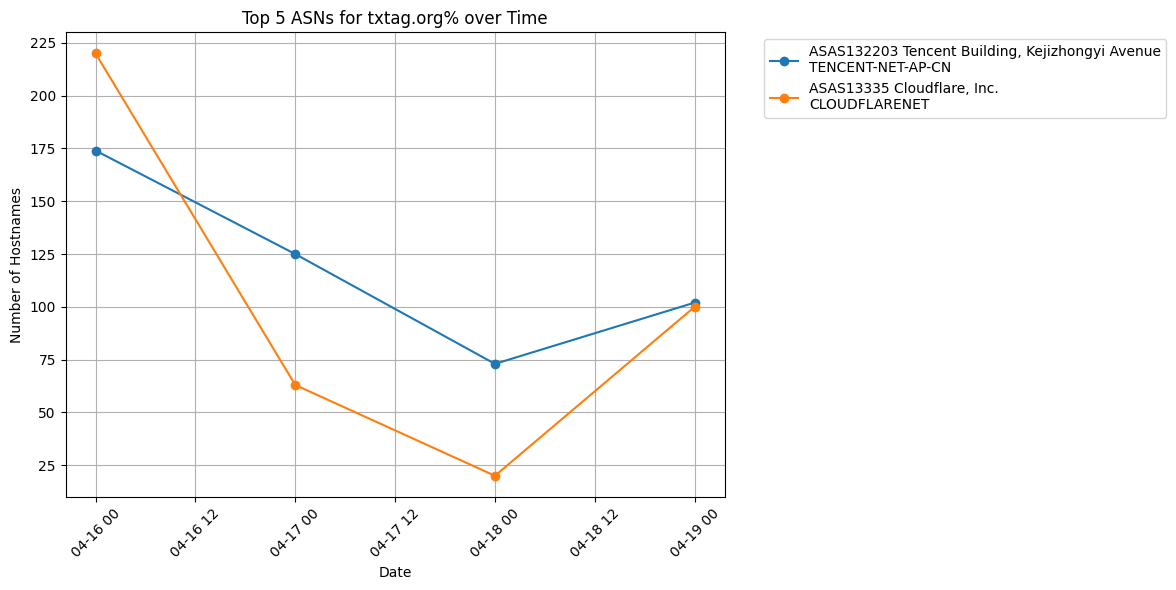 Top 5 ASNs for txtag.org% over Time
225
200
175
150
125
100
75
50
25
Number of Hostnames
04-16 00
04-16 12
04-17 00
04-17 12
04-18 00
04-18 12
04-19 00
Date
ASAS132203 Tencent Building, Kejizhongyi Avenue
TENCENT-NET-AP-CN
ASAS13335 Cloudflare, Inc.
CLOUDFLARENET